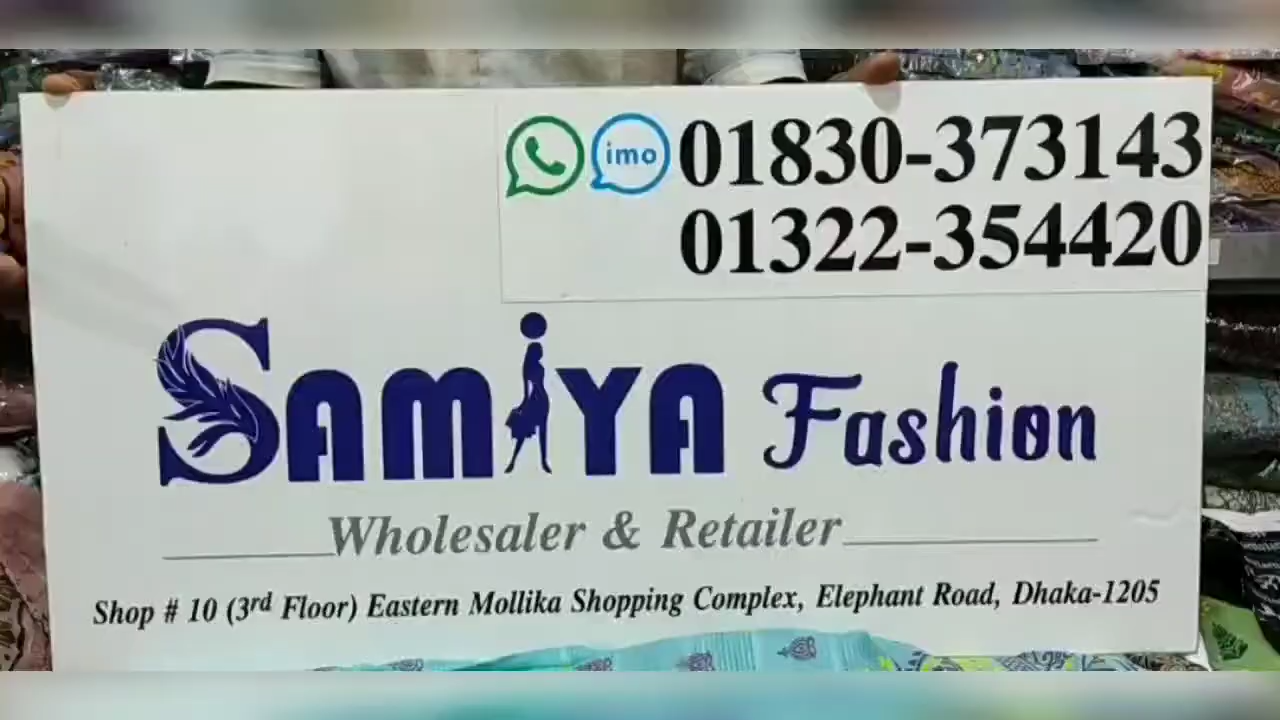 imo 01830-373143
01322-354420
SAMiYA Fashion
Wholesaler & Retailer
Shop # 10 (3rd Floor) Eastern Mollika Shopping Complex, Elephant Road, Dhaka-1205